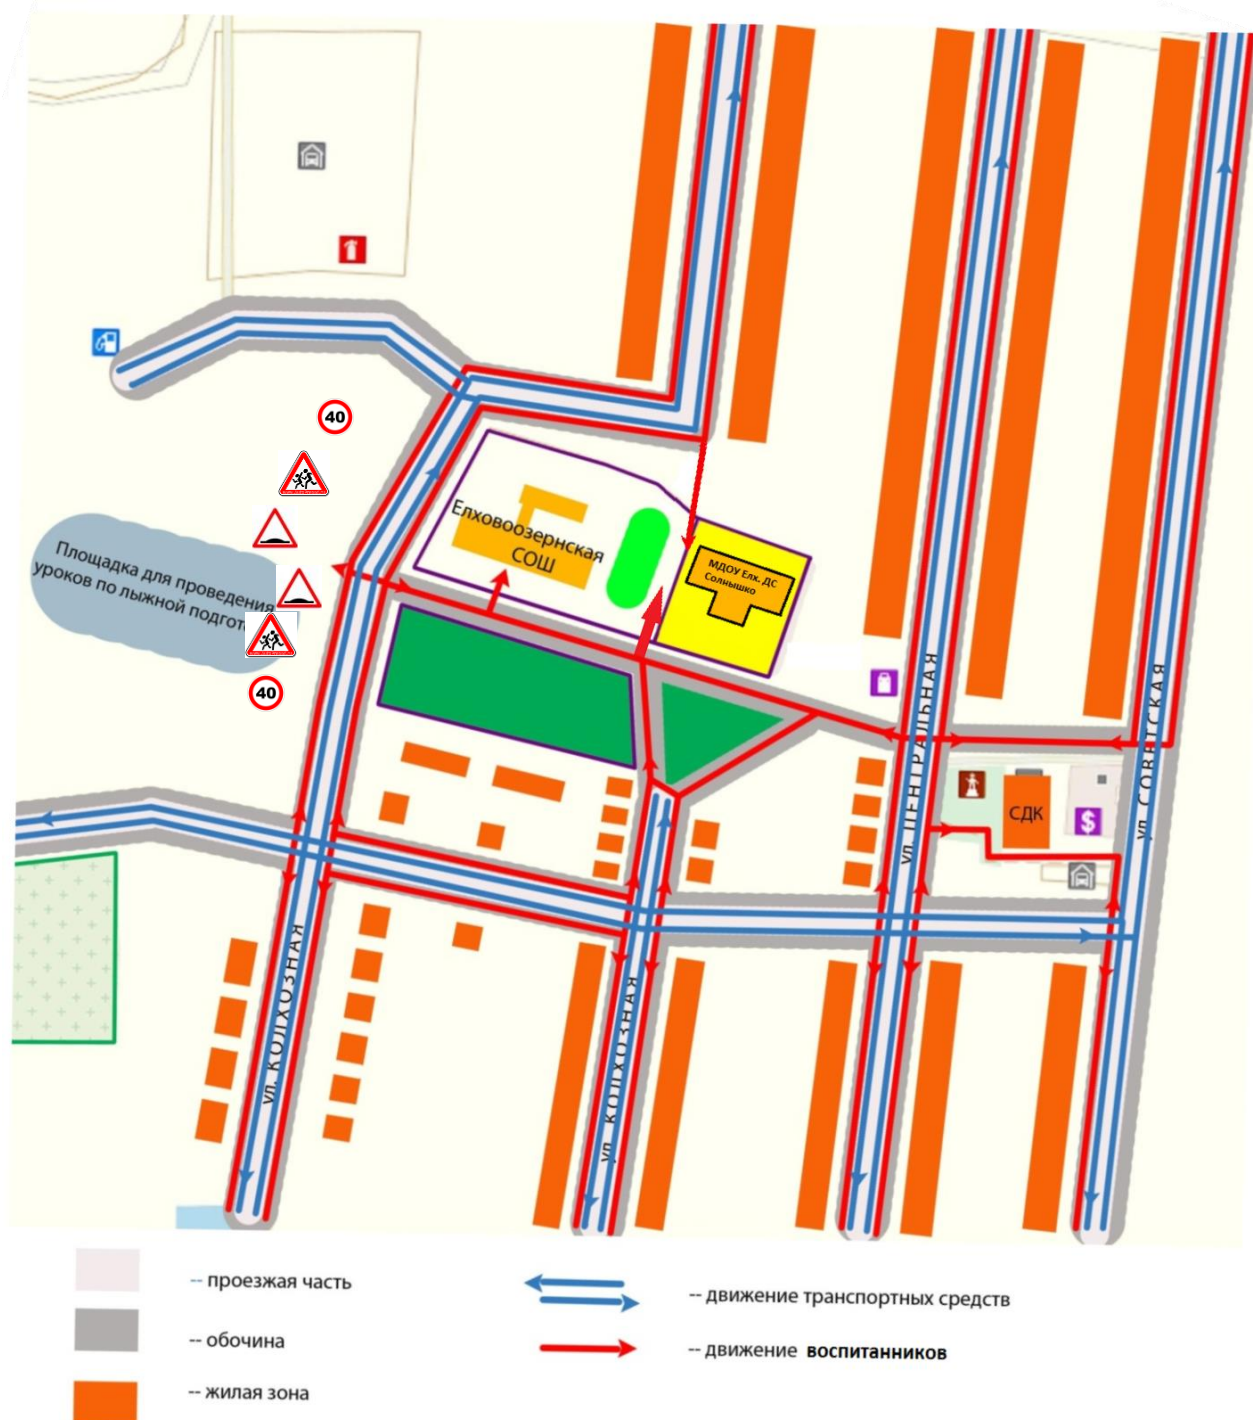 40
Елховоозернская
СОШ
МДОУ Елх. ДС
Солнышко
Площадка для проведения
уроков по лыжной подгот
40
ул. ЦЕНТРАЛЬНАЯ
ул. СОВЕТСКАЯ
СДК
$
ул. КОЛХОЗНАЯ
ул. КОЛХОЗНАЯ
-- проезжая часть
-- обочина
-- жилая зона
-- движение транспортных средств
-- движение воспитанников